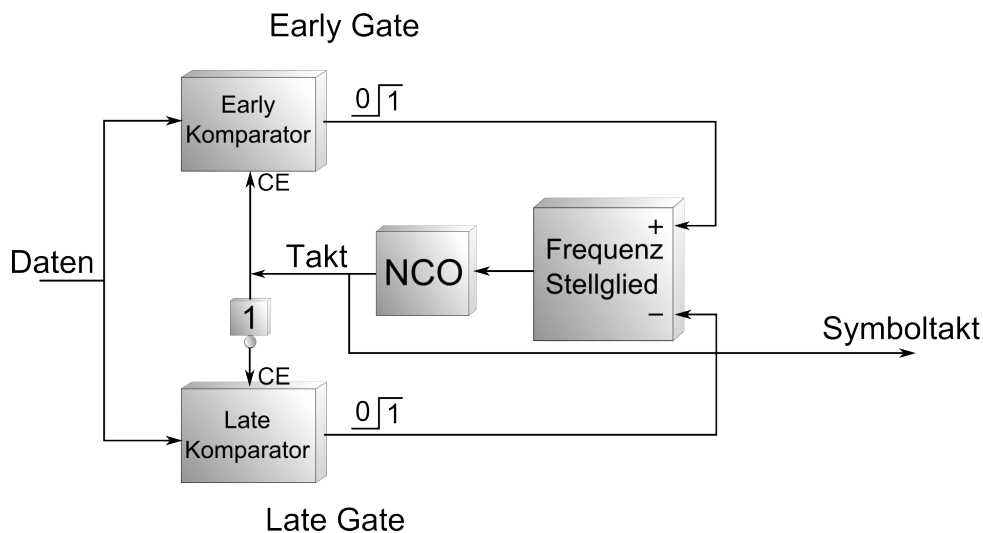 Early Gate
Early
Komparator
0 1
CE
Daten
Takt
NCO
+
Frequenz
Stellglied
−
1
Symboltakt
CE
Late
Komparator
0 1
Late Gate